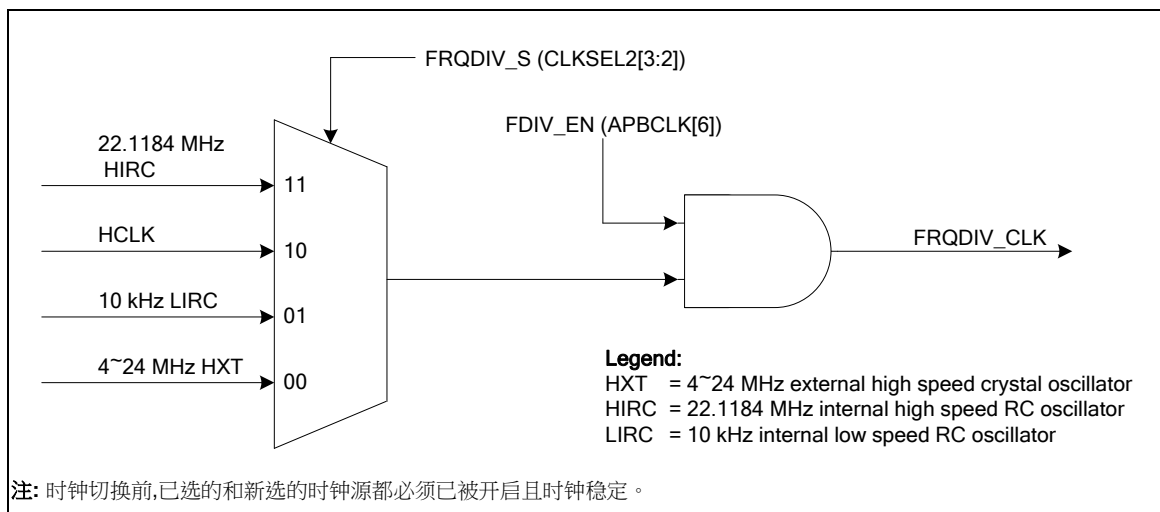 FRQDIV_S (CLKSEL2[3:2])
FDIV_EN (APBCLK[6])
22.1184 MHz
HIRC
11
HCLK
10
FRQDIV_CLK
10 kHz LIRC
01
4~24 MHz HXT
00
Legend:
HXT = 4~24 MHz external high speed crystal oscillator
HIRC = 22.1184 MHz internal high speed RC oscillator
LIRC = 10 kHz internal low speed RC oscillator
注: 时钟切换前,已选的和新选的时钟源都必须已被开启且时钟稳定。